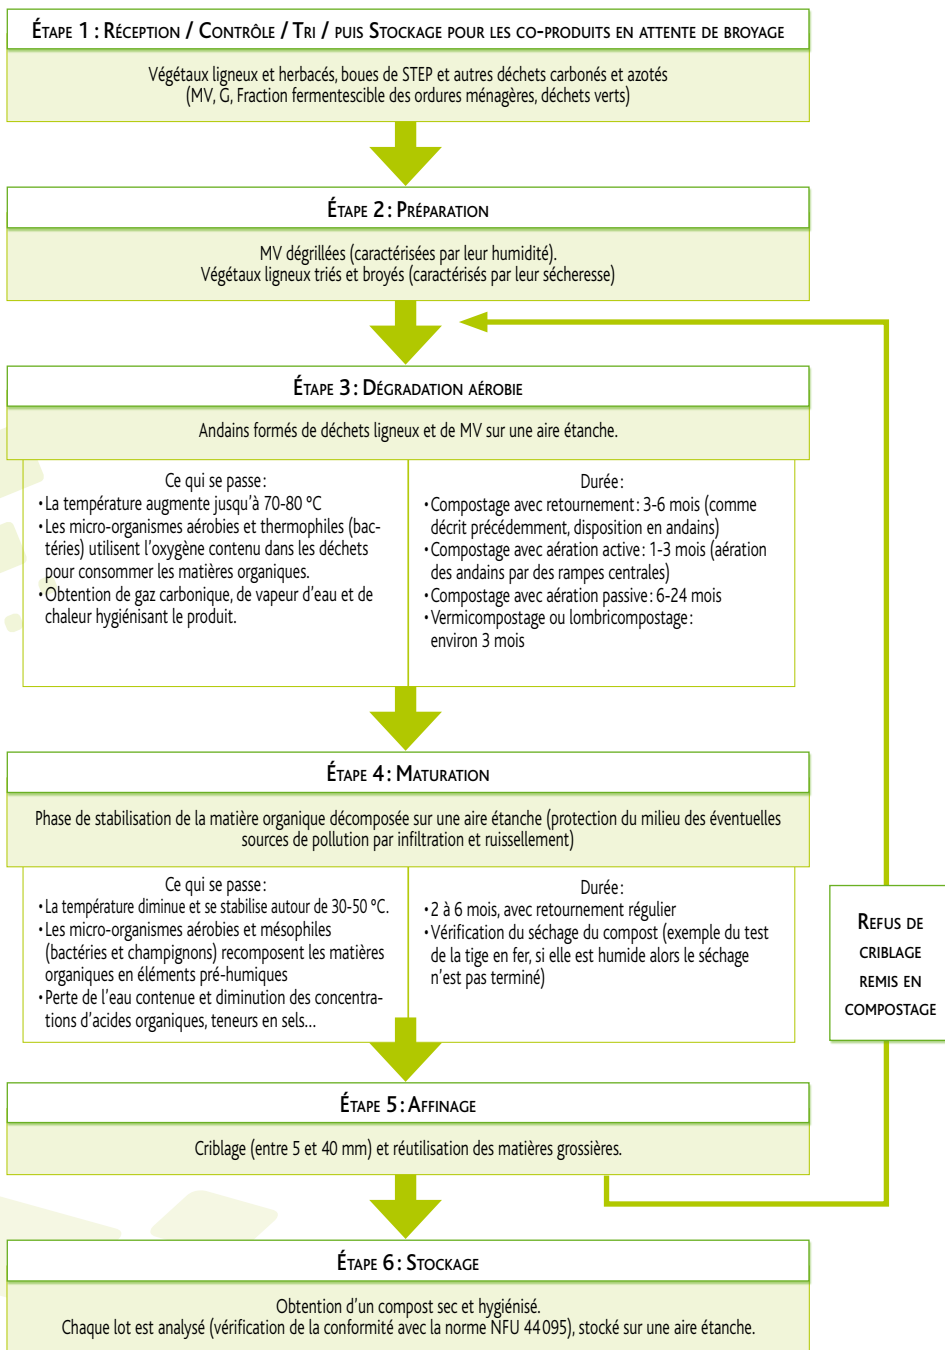 Étape 1 : Réception / Contrôle / Tri / puis Stockage pour les co-produits en attente de broyage
Végétaux ligneux et herbacés, boues de STEP et autres déchets carbonés et azotés
(MV, G, Fraction fermentescible des ordures ménagères, déchets verts)
Étape 2 : Préparation
MV dégrillées (caractérisées par leur humidité).
Végétaux ligneux triés et broyés (caractérisés par leur sécheresse)
Étape 3 : Dégradation aérobie
Andains formés de déchets ligneux et de MV sur une aire étanche.
Ce qui se passe :
• La température augmente jusqu'à 70-80 °C
• Les micro-organismes aérobies et thermophiles (bac-
téries) utilisent l'oxygène contenu dans les déchets
pour consommer les matières organiques.
• Obtention de gaz carbonique, de vapeur d'eau et de
chaleur hygiénisant le produit.
Durée :
• Compostage avec retournement : 3-6 mois (comme
décrit précédemment, disposition en andains)
• Compostage avec aération active : 1-3 mois (aération
des andains par des rampes centrales)
• Compostage avec aération passive : 6-24 mois
• Vermicompostage ou lombricompostage :
environ 3 mois
Étape 4 : Maturation
Phase de stabilisation de la matière organique décomposée sur une aire étanche (protection du milieu des éventuelles
sources de pollution par infiltration et ruissellement)
Ce qui se passe :
• La température diminue et se stabilise autour de 30-50 °C.
• Les micro-organismes aérobies et mésophiles
(bactéries et champignons) recomposent les matières
organiques en éléments pré-humiques
• Perte de l'eau contenue et diminution des concentra-
tions d'acides organiques, teneurs en sels...
Durée :
• 2 à 6 mois, avec retournement régulier
• Vérification du séchage du compost (exemple du test
de la tige en fer, si elle est humide alors le séchage
n'est pas terminé)
Refus de
criblage
remis en
compostage
Étape 5 : Affinage
Criblage (entre 5 et 40 mm) et réutilisation des matières grossières.
Étape 6 : Stockage
Obtention d'un compost sec et hygiénisé.
Chaque lot est analysé (vérification de la conformité avec la norme NFU 44095), stocké sur une aire étanche.